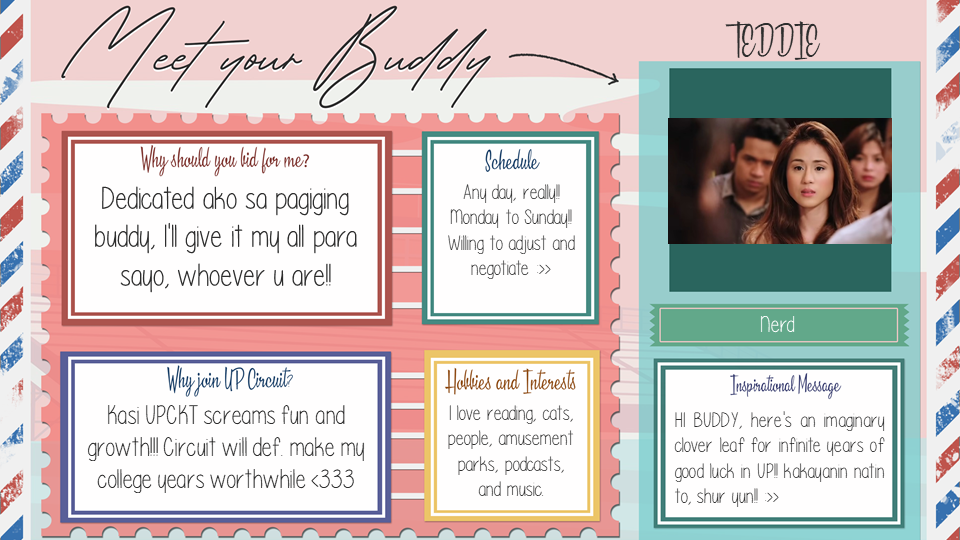 Meet your Buddy
TEDDIE
Why should you bid for me?
Dedicated ako sa pagiging
buddy, I'll give it my all para
sayo, whoever u are!!
Schedule
Any day, really!!
Monday to Sunday!!
Willing to adjust and
negotiate :>>
Nerd
Why join UP Circuit?
Kasi UPCKT screams fun and
growth!!! Circuit will def. make my
college years worthwhile <333
Hobbies and Interests
I love reading, cats,
people, amusement
parks, podcasts,
and music.
Inspirational Message
HI BUDDY, here's an imaginary
clover leaf for infinite years of
good luck in UP!! kakayanin natin
to, shur yun!! :>>